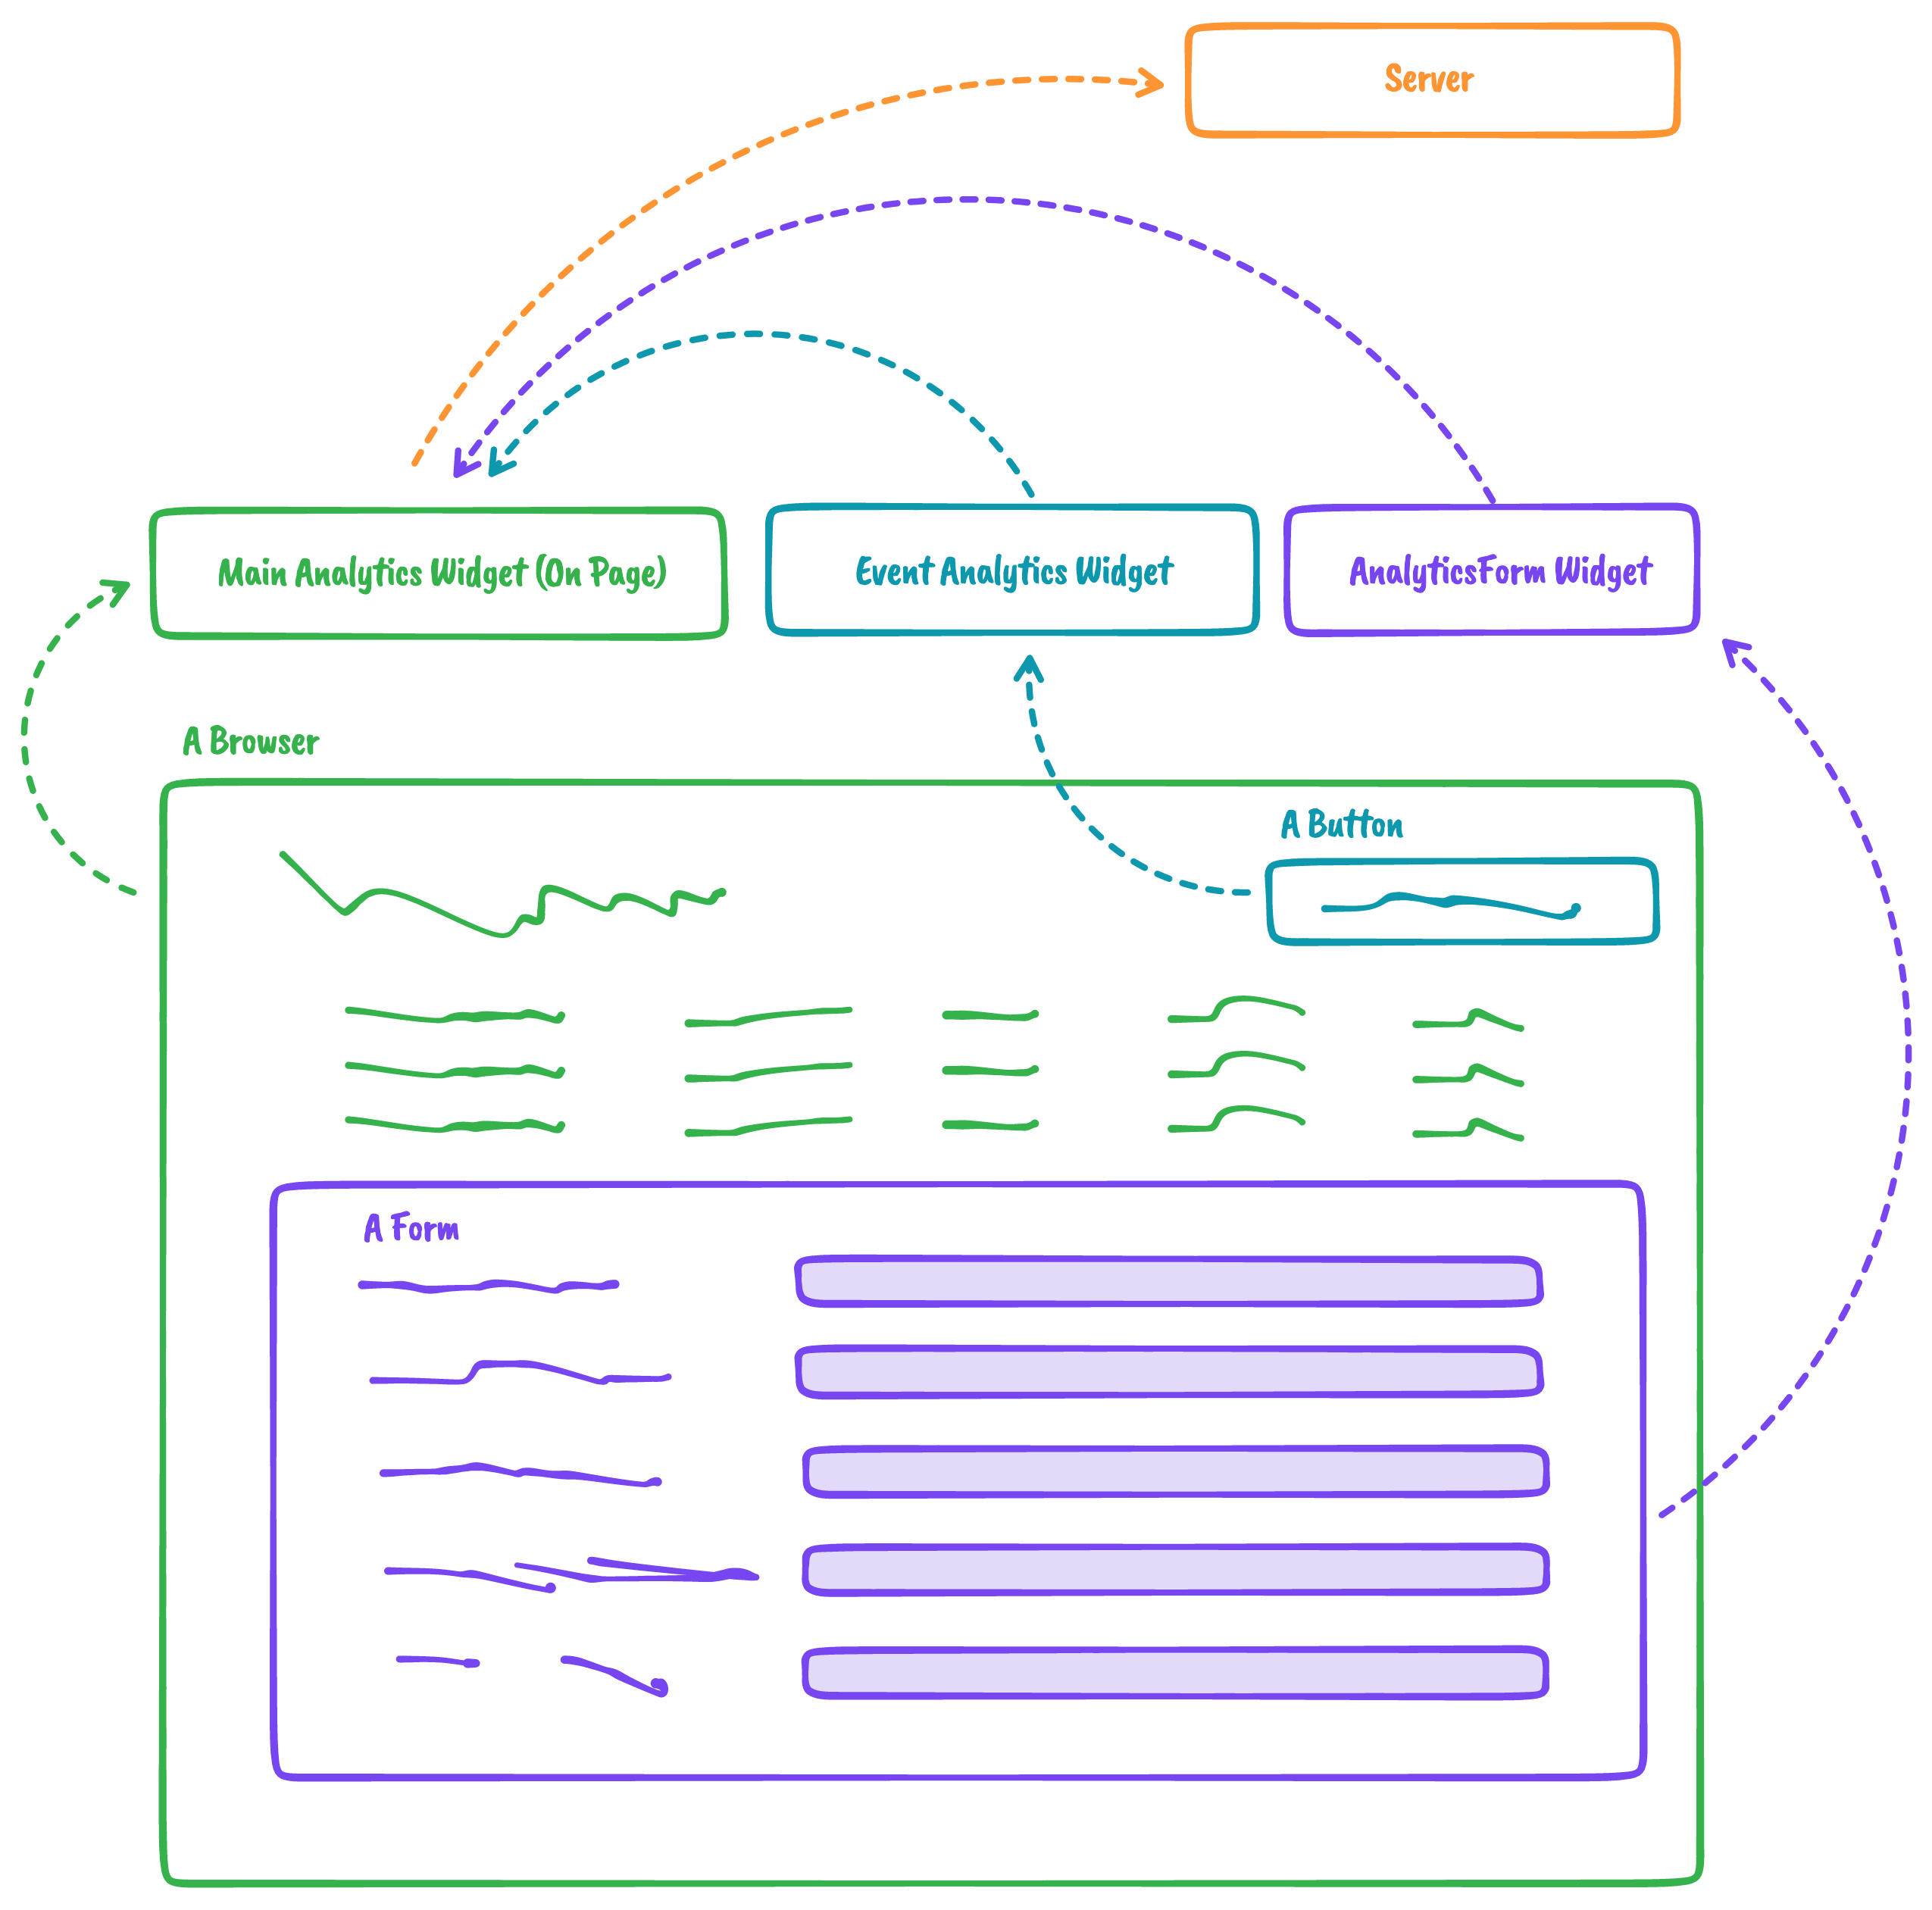 Server
Main Analytics Widget (On Page)
Event Analytics Widget
AnalyticsForm Widget
A Browser
A Button
A Form